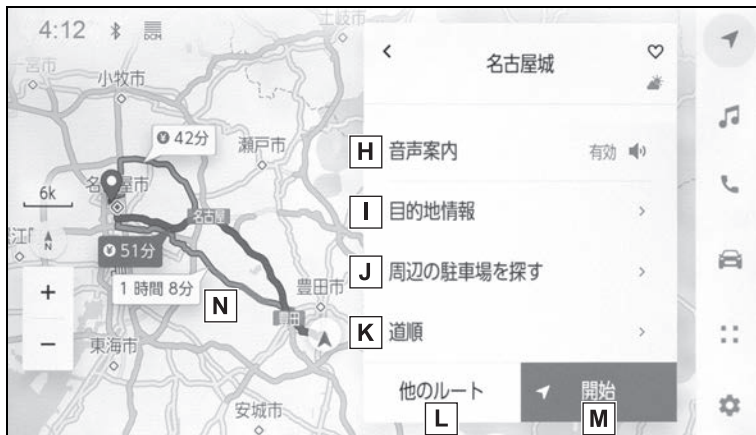 4:12 DCM
土岐市
一宮市
小牧市
¥ 42分
瀬戸市
名古屋市
6k
名古屋
N
¥ 51分
1 時間 8分
N
豊田市
豊田
+
−
東海市
安城市
名古屋城
H 音声案内 有効
I 目的地情報
J 周辺の駐車場を探す
K 道順
他のルート 開始
L M